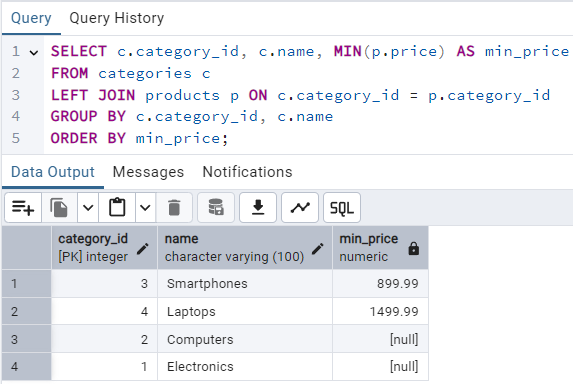 Query Query History
1 SELECT c.category_id, c.name, MIN(p.price) AS min_price
2 FROM categories c
3 LEFT JOIN products p ON c.category_id = p.category_id
4 GROUP BY c.category_id, c.name
5 ORDER BY min_price;
Data Output Messages Notifications
SQL
category_id name min_price
[PK] integer character varying (100) numeric
1 3 Smartphones 899.99
2 4 Laptops 1499.99
3 2 Computers [null]
4 1 Electronics [null]